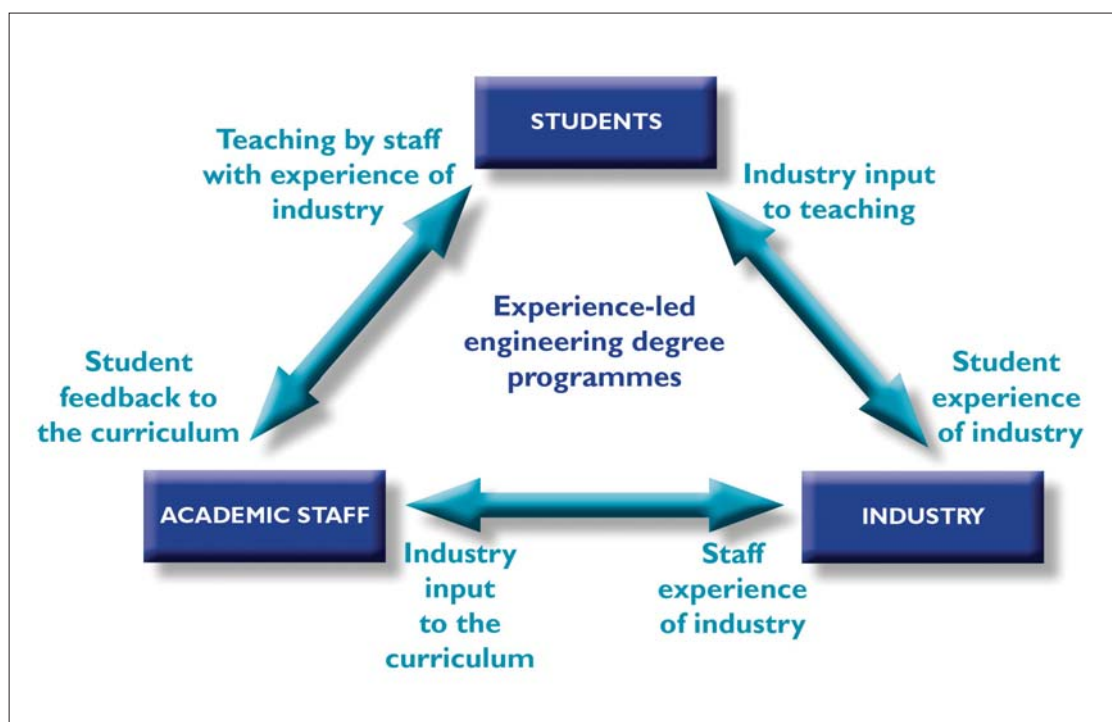 STUDENTS
Teaching by staff
with experience of
industry
Industry input
to teaching
Experience-led
engineering degree
programmes
Student
feedback to
the curriculum
Student
experience
of industry
ACADEMIC STAFF
INDUSTRY
Industry
input
to the
curriculum
Staff
experience
of industry